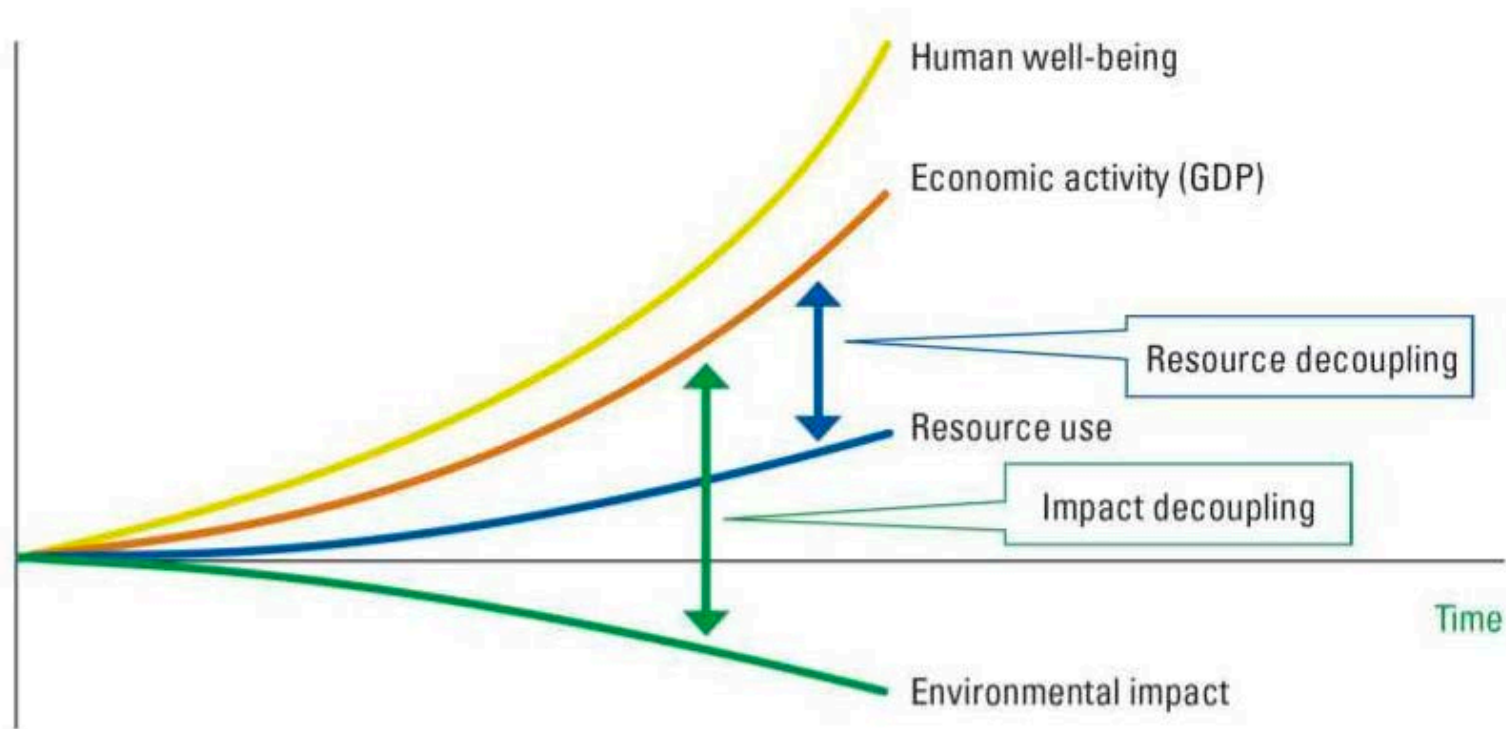 Human well-being
Economic activity (GDP)
Resource decoupling
Resource use
Impact decoupling
Time
Environmental impact